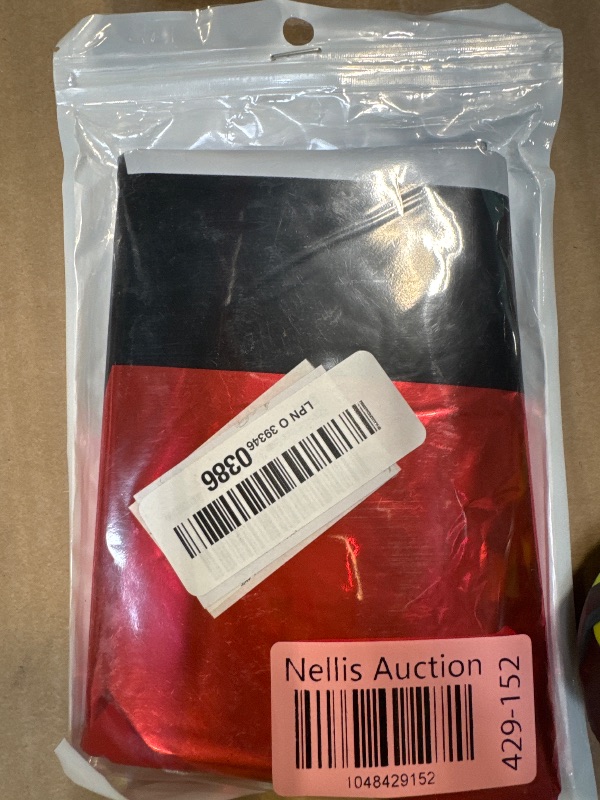 LPN O 39346 0386
Nellis Auction
1048429152
429-152